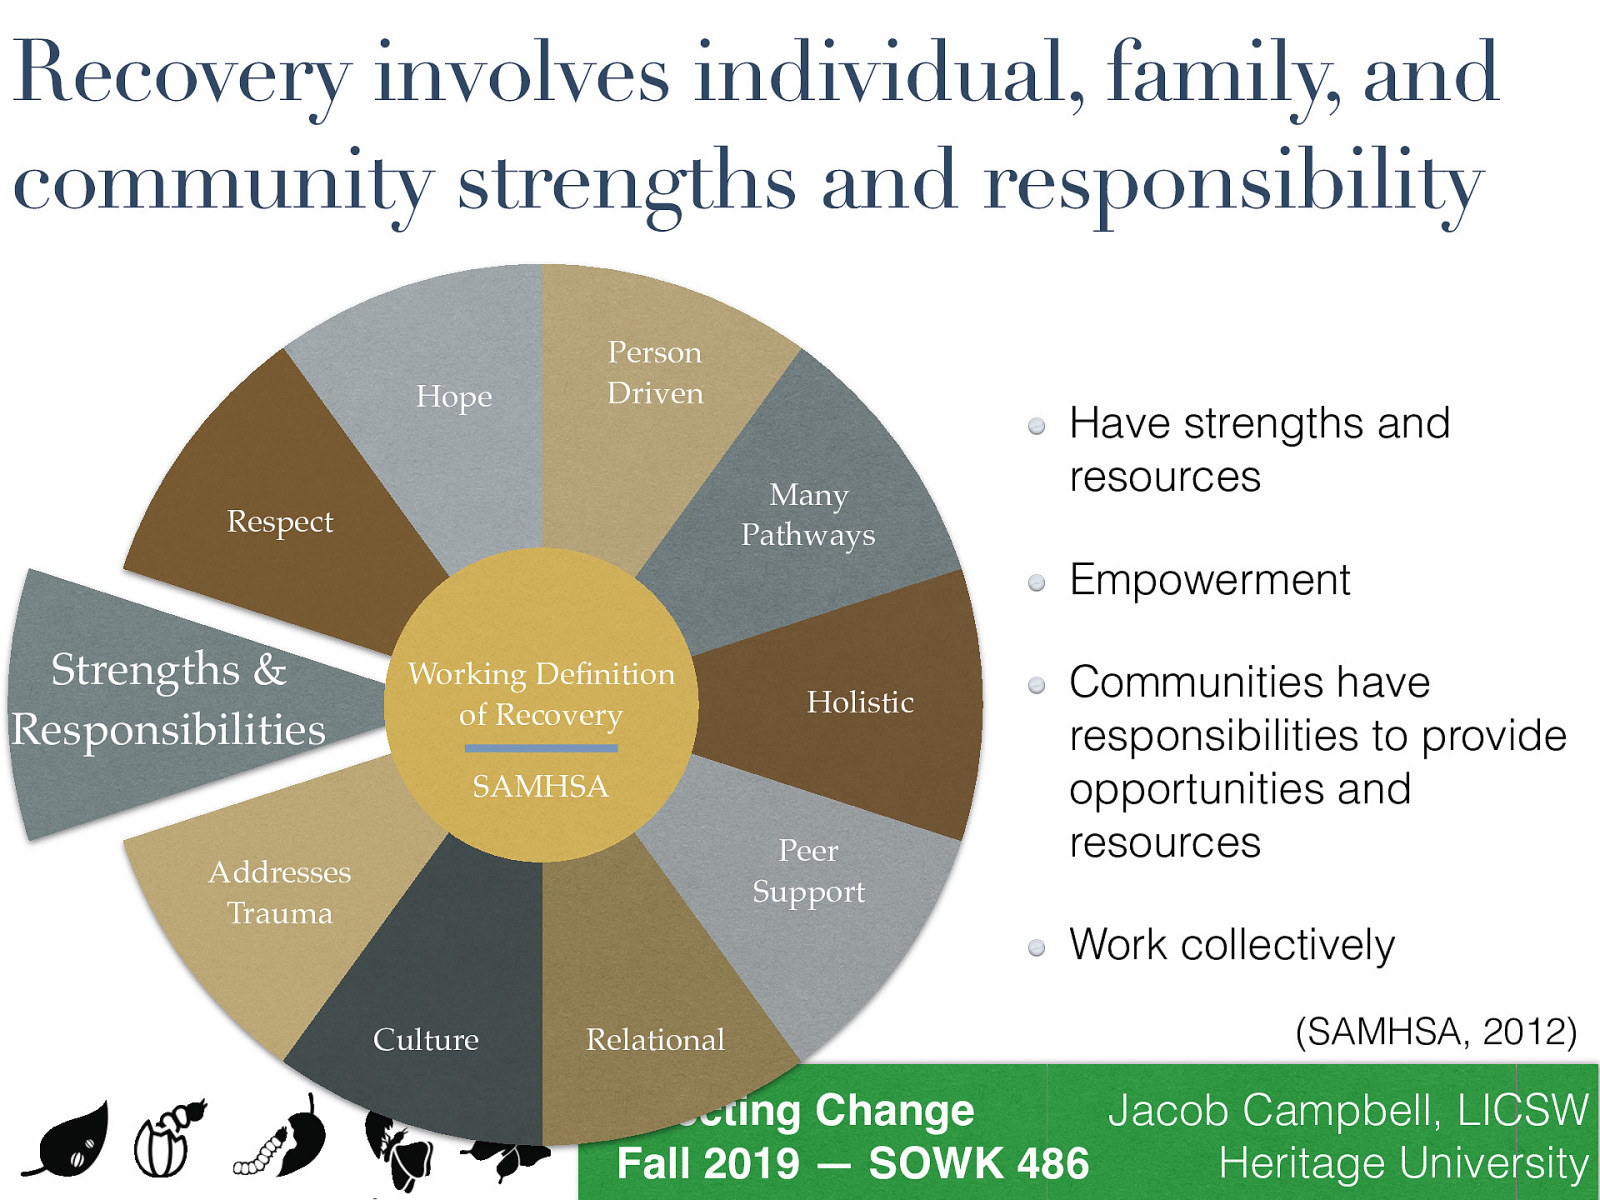 Recovery involves individual, family, and
community strengths and responsibility
Person
Driven
Hope
Many
Pathways
Respect
Strengths &
Responsibilities
Working Definition
of Recovery
SAMHSA
Holistic
Peer
Support
Addresses
Trauma
Culture
Relational
Have strengths and
resources
Empowerment
Communities have
responsibilities to provide
opportunities and
resources
Work collectively
(SAMHSA, 2012)
Change
Fall 2019 — SOWK 486
Jacob Campbell, LICSW
Heritage University